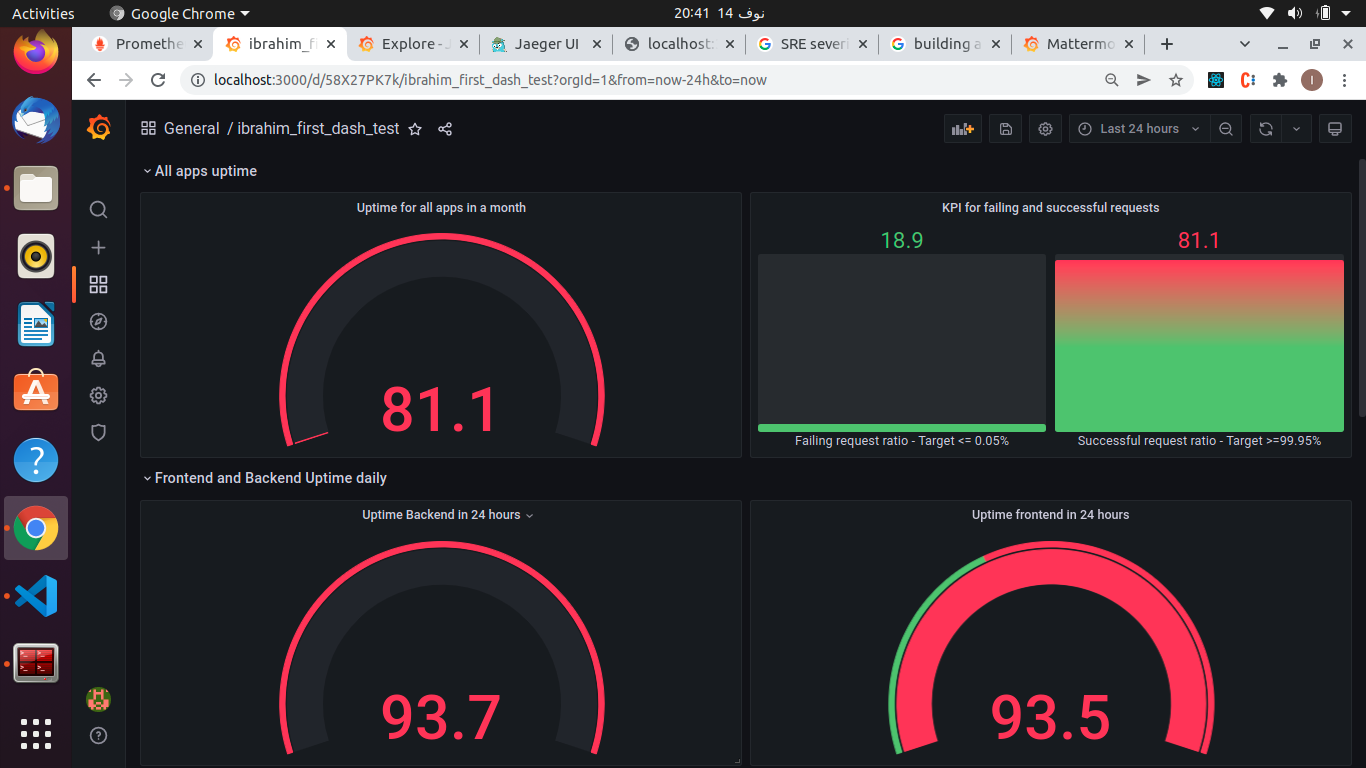 Activities
Google Chrome
20:41 نوف 14
Promethe
ibrahim_fi
Explore - J
Jaeger UI
localhost:
SRE severi
building a
Mattermo
localhost:3000/d/58X27PK7k/ibrahim_first_dash_test?orgId=1&from=now-24h&to=now
I
General / ibrahim_first_dash_test
Last 24 hours
All apps uptime
Uptime for all apps in a month
81.1
KPI for failing and successful requests
18.9
81.1
Failing request ratio - Target <= 0.05%
Successful request ratio - Target >=99.95%
Frontend and Backend Uptime daily
Uptime Backend in 24 hours
93.7
Uptime frontend in 24 hours
93.5